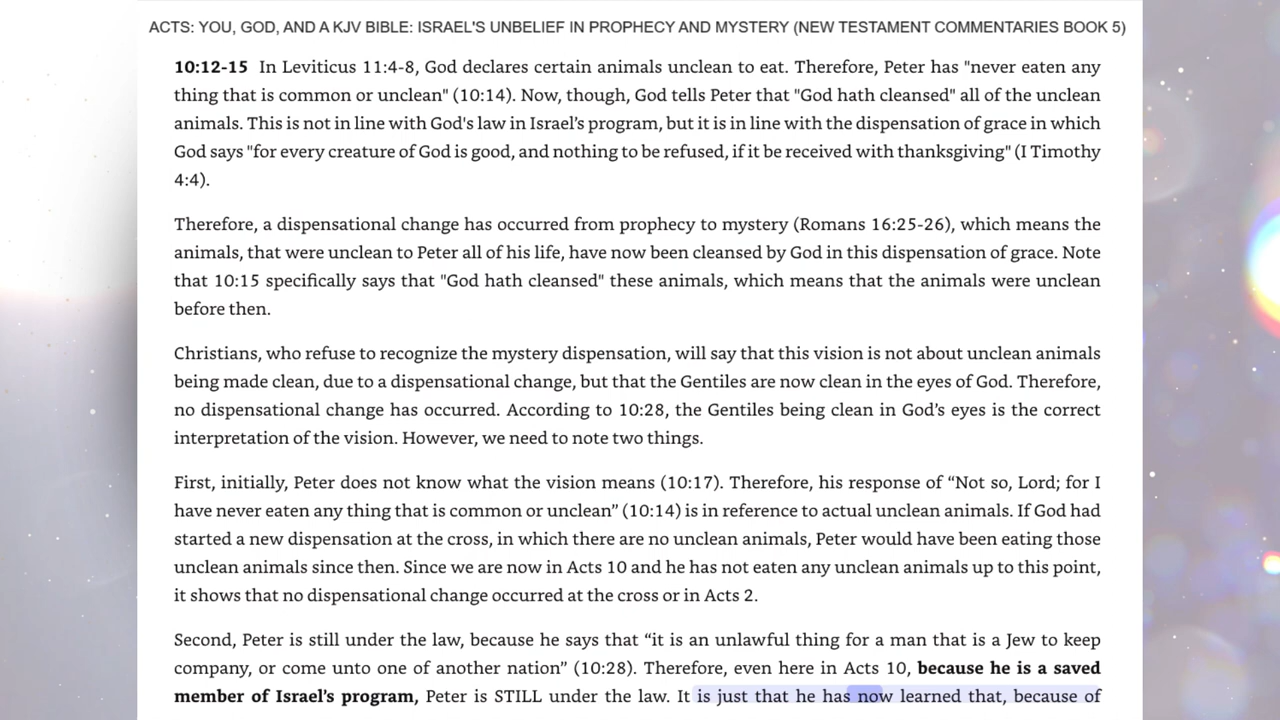 ACTS: YOU, GOD, AND A KJV BIBLE: ISRAEL'S UNBELIEF IN PROPHECY AND MYSTERY (NEW TESTAMENT COMMENTARIES BOOK 5)
10:12-15 In Leviticus 11:4-8, God declares certain animals unclean to eat. Therefore, Peter has "never eaten any
thing that is common or unclean" (10:14). Now, though, God tells Peter that "God hath cleansed" all of the unclean
animals. This is not in line with God's law in Israel’s program, but it is in line with the dispensation of grace in which
God says "for every creature of God is good, and nothing to be refused, if it be received with thanksgiving" (I Timothy
4:4).
Therefore, a dispensational change has occurred from prophecy to mystery (Romans 16:25-26), which means the
animals, that were unclean to Peter all of his life, have now been cleansed by God in this dispensation of grace. Note
that 10:15 specifically says that "God hath cleansed" these animals, which means that the animals were unclean
before then.
Christians, who refuse to recognize the mystery dispensation, will say that this vision is not about unclean animals
being made clean, due to a dispensational change, but that the Gentiles are now clean in the eyes of God. Therefore,
no dispensational change has occurred. According to 10:28, the Gentiles being clean in God’s eyes is the correct
interpretation of the vision. However, we need to note two things.
First, initially, Peter does not know what the vision means (10:17). Therefore, his response of “Not so, Lord; for I
have never eaten any thing that is common or unclean” (10:14) is in reference to actual unclean animals. If God had
started a new dispensation at the cross, in which there are no unclean animals, Peter would have been eating those
unclean animals since then. Since we are now in Acts 10 and he has not eaten any unclean animals up to this point,
it shows that no dispensational change occurred at the cross or in Acts 2.
Second, Peter is still under the law, because he says that “it is an unlawful thing for a man that is a Jew to keep
company, or come unto one of another nation” (10:28). Therefore, even here in Acts 10, because he is a saved
member of Israel’s program, Peter is STILL under the law. It is just that he has now learned that, because of